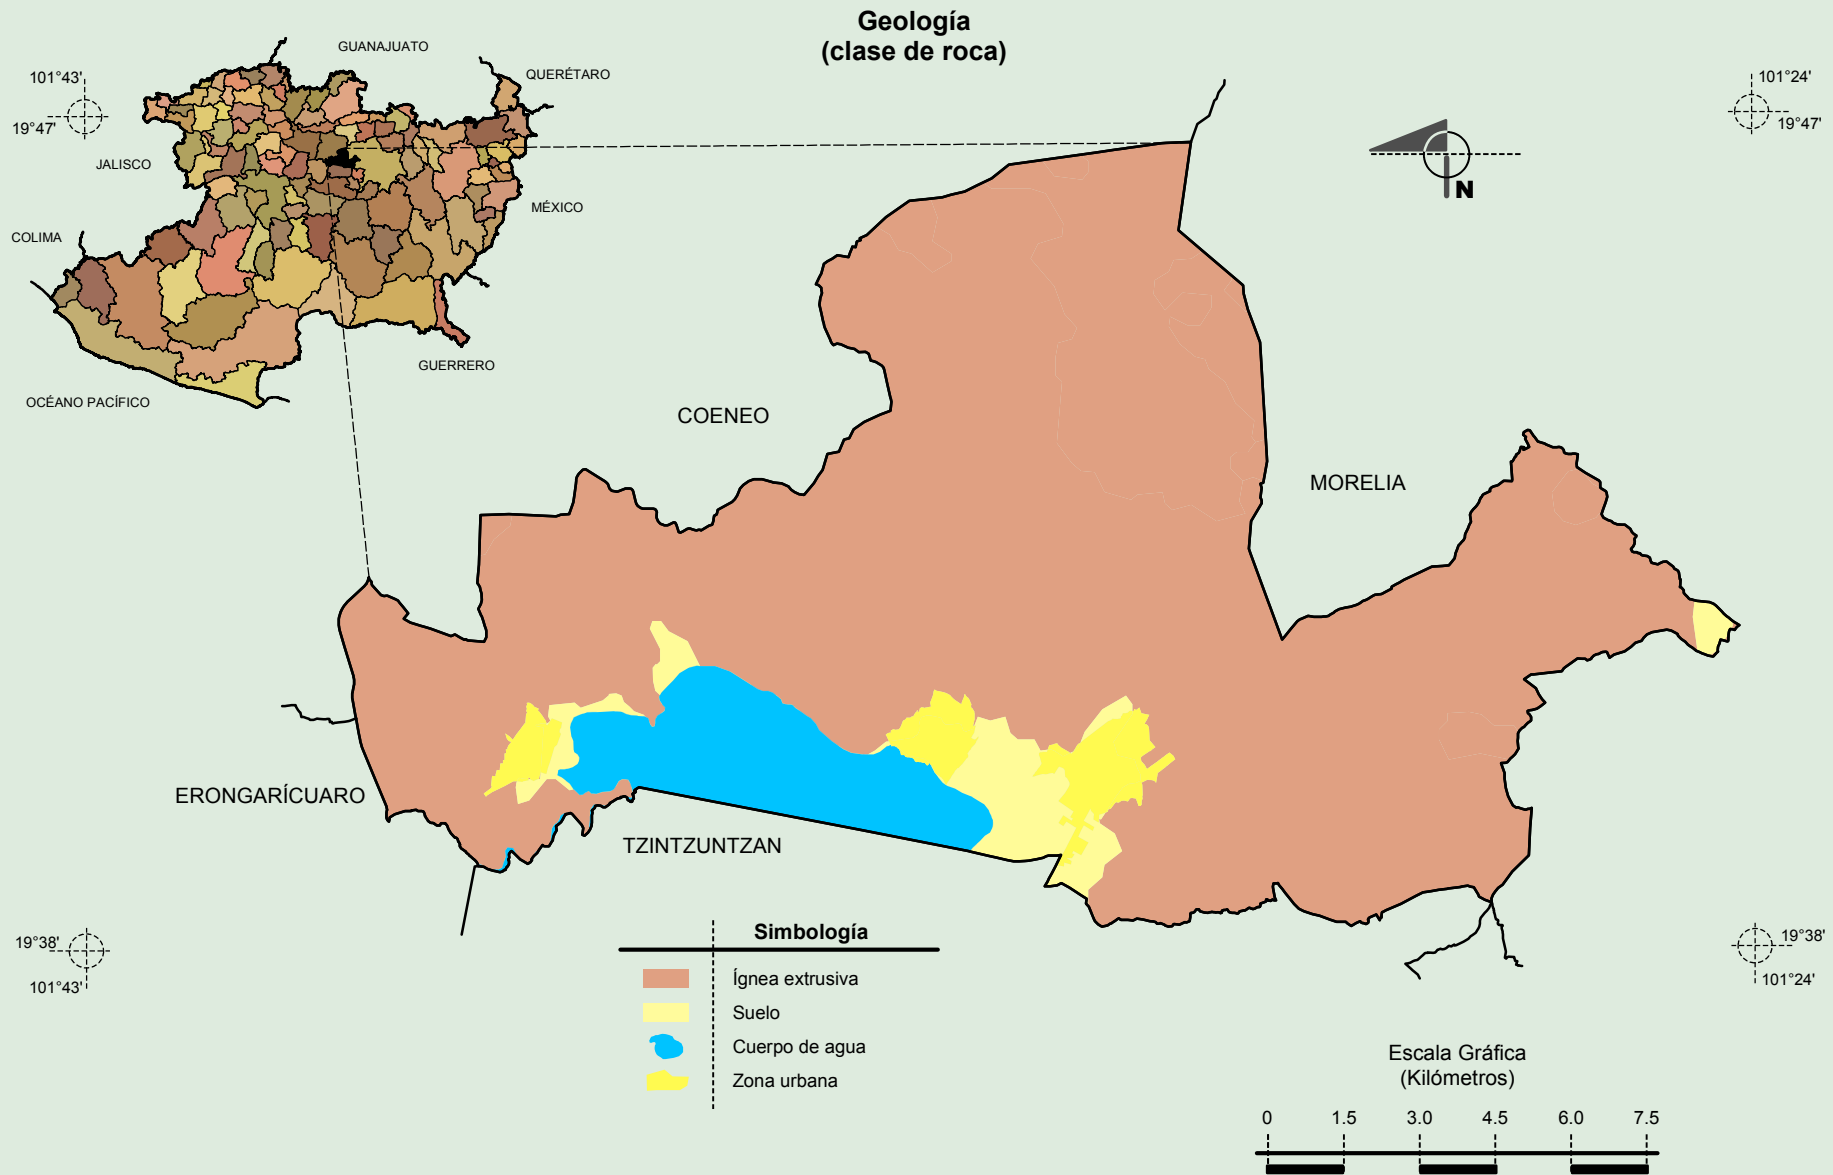 Geología
(clase de roca)
GUANAJUATO
QUERÉTARO
101°43'
19°47'
101°24'
19°47'
JALISCO
MÉXICO
COLIMA
GUERRERO
OCÉANO PACÍFICO
N
COENEO
MORELIA
ERONGARÍCUARO
TZINTZUNTZAN
19°38'
101°43'
19°38'
101°24'
Simbología
Ígnea extrusiva
Suelo
Cuerpo de agua
Zona urbana
Escala Gráfica
(Kilómetros)
0 1.5 3.0 4.5 6.0 7.5